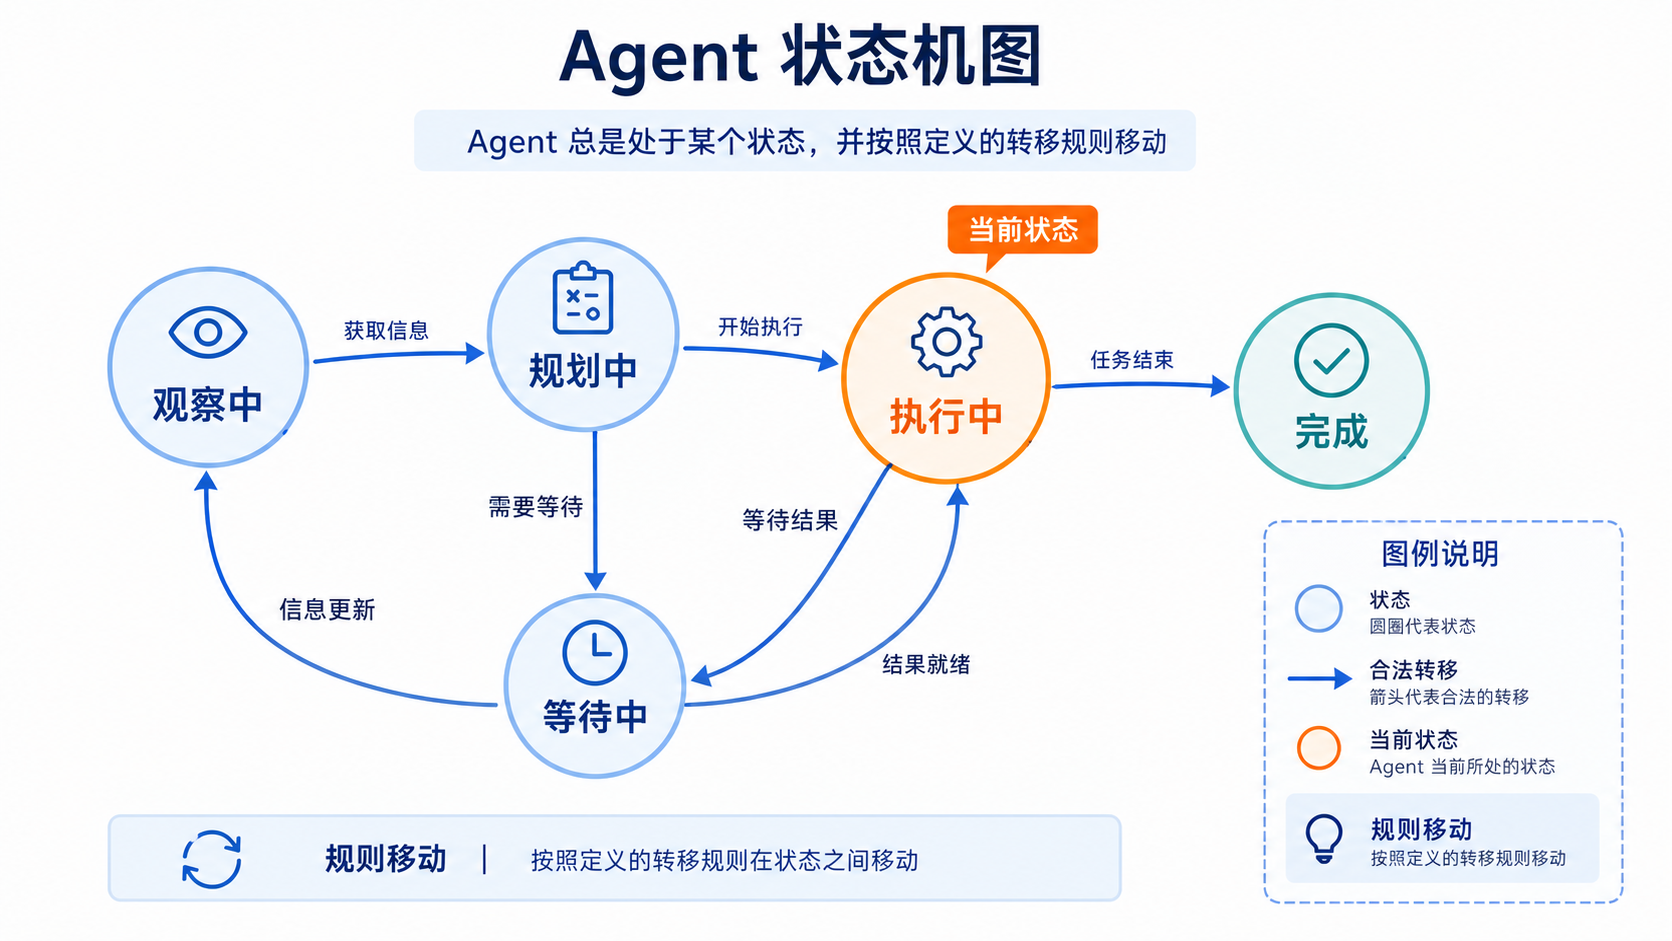 Agent 状态机图
Agent 总是处于某个状态，并按照定义的转移规则移动
当前状态
观察中
获取信息
规划中
开始执行
执行中
任务结束
完成
需要等待
等待结果
信息更新
等待中
结果就绪
图例说明
状态
圆圈代表状态
合法转移
箭头代表合法的转移
当前状态
Agent 当前所处的状态
规则移动
按照定义的转移规则移动
规则移动 | 按照定义的转移规则在状态之间移动